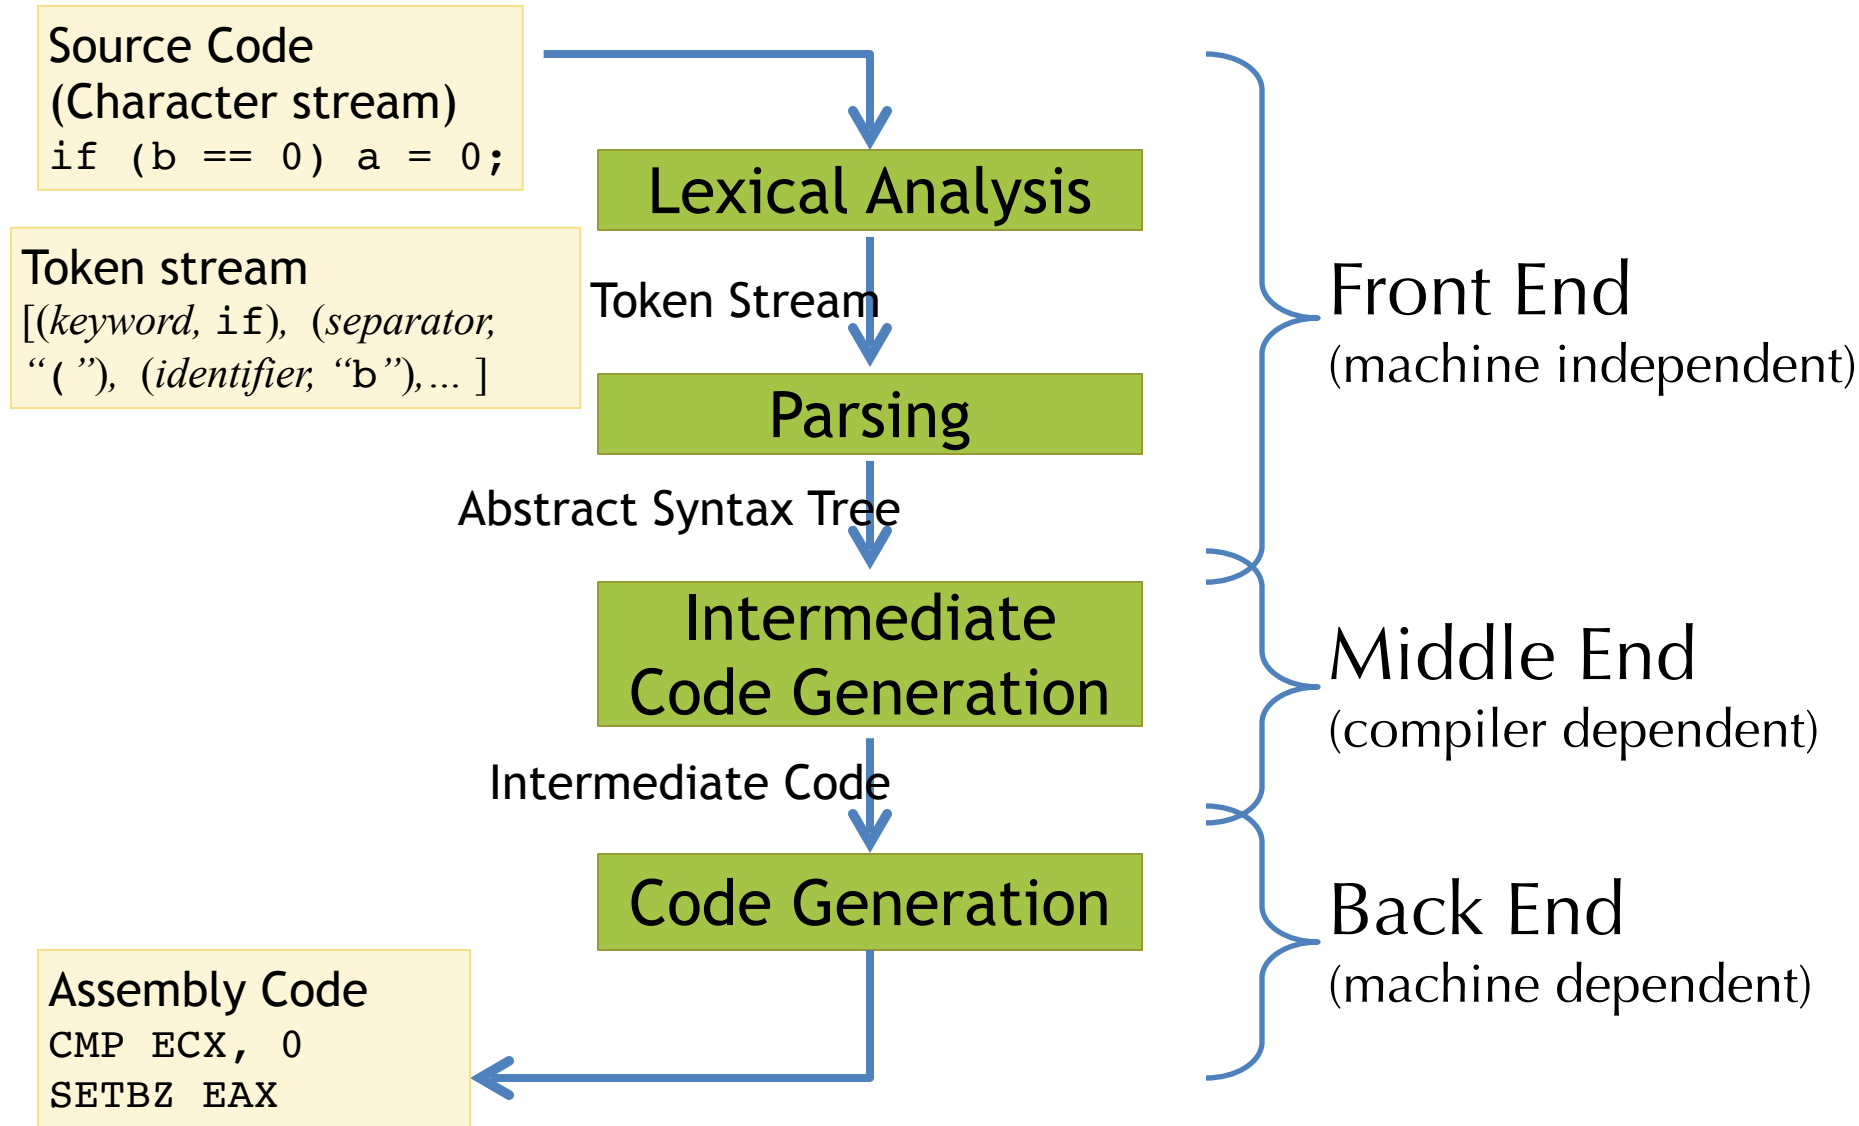 Source Code
(Character stream)
if (b == 0) a = 0;
Lexical Analysis
Token stream
[(keyword, if), (separator,
“(”), (identifier, “b”),… ]
Token Stream
Front End
(machine independent)
Parsing
Abstract Syntax Tree
Intermediate
Code Generation
Middle End
(compiler dependent)
Intermediate Code
Code Generation
Back End
(machine dependent)
Assembly Code
CMP ECX, 0
SETBZ EAX